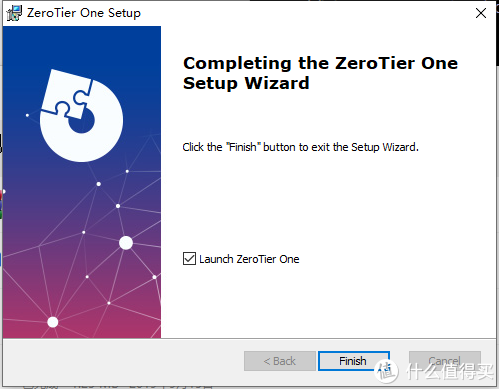 ZeroTier One Setup
Completing the ZeroTier One
Setup Wizard
Click the "Finish" button to exit the Setup Wizard.
Launch ZeroTier One
< Back
Finish
Cancel
值 什么值得买